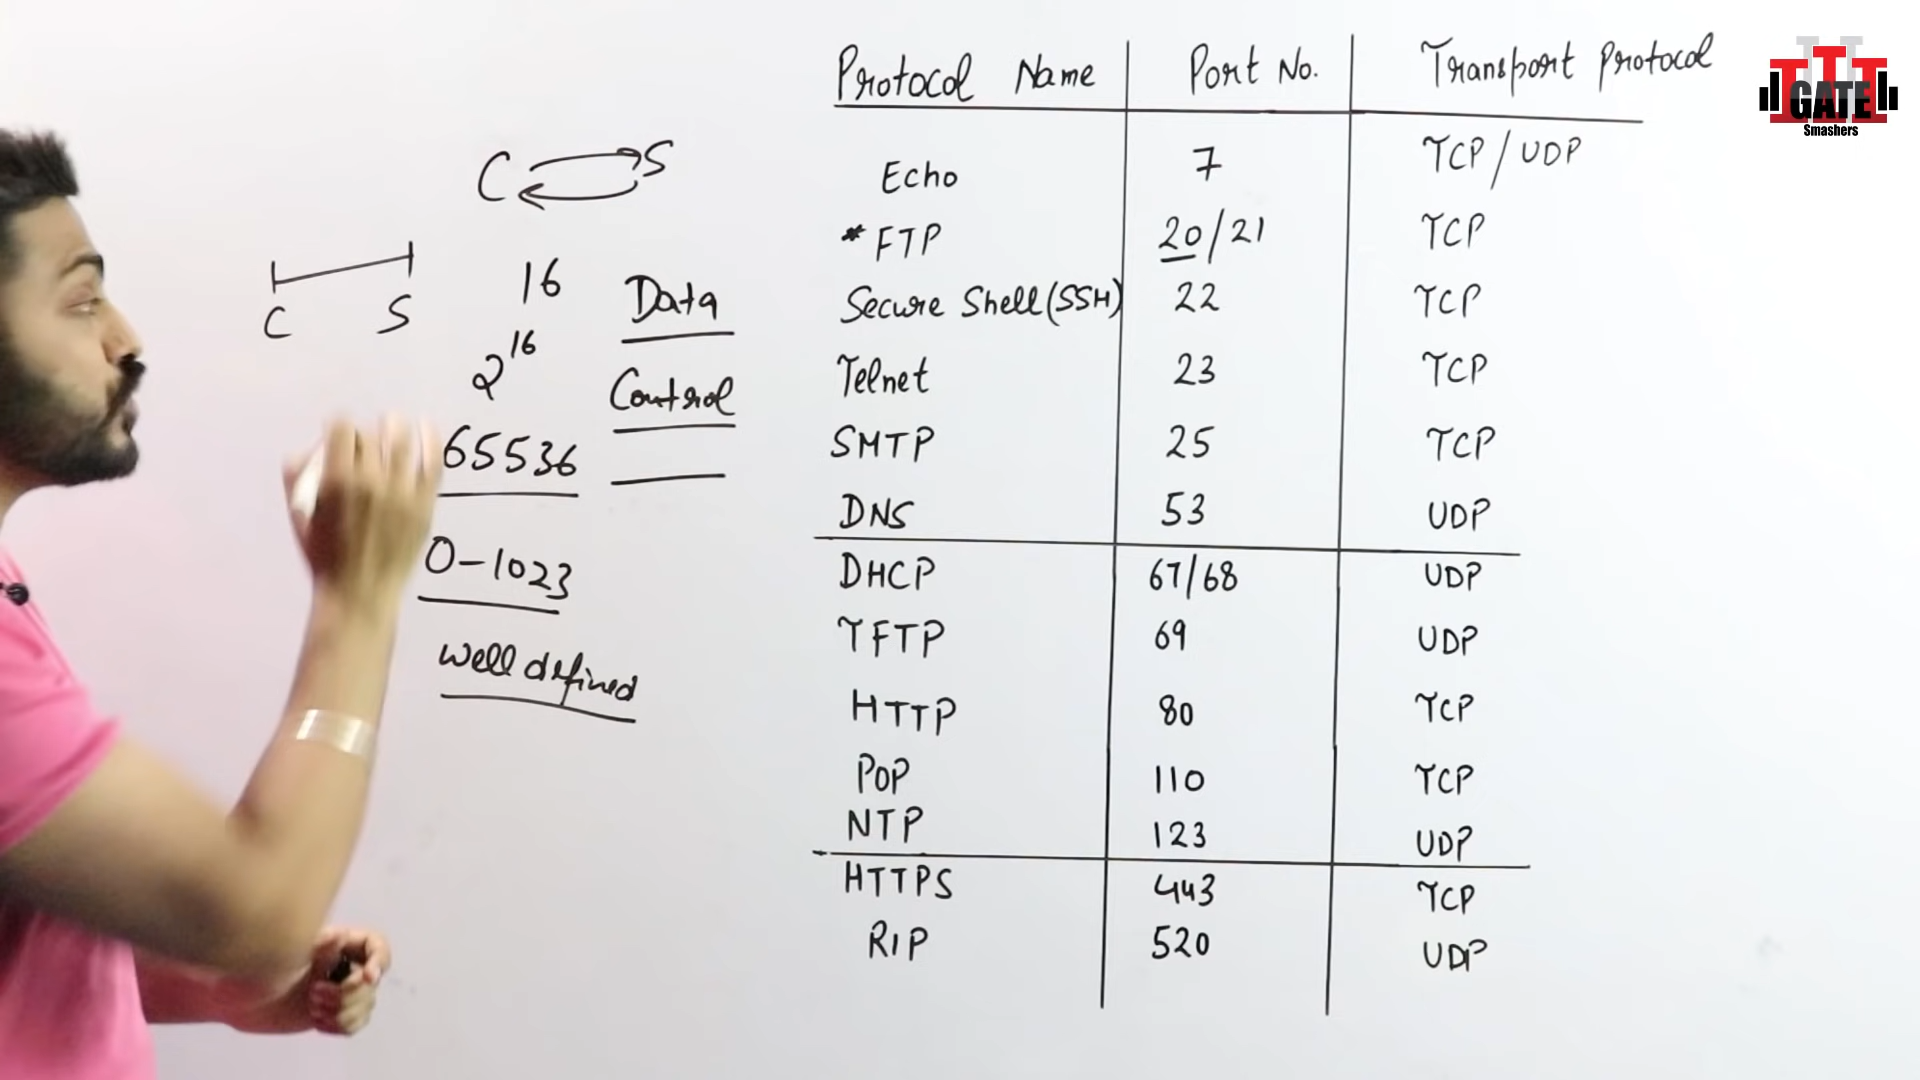 Protocol Name Port No. Transport Protocol
Echo 7 TCP/UDP
*FTP 20/21 TCP
Secure Shell(SSH) 22 TCP
Telnet 23 TCP
SMTP 25 TCP
DNS 53 UDP
DHCP 67/68 UDP
TFTP 69 UDP
HTTP 80 TCP
POP 110 TCP
NTP 123 UDP
HTTPS 443 TCP
RIP 520 UDP
C S
C S
16
2^16
65536
0-1023
well defined
Data
Control
GATE
Smashers